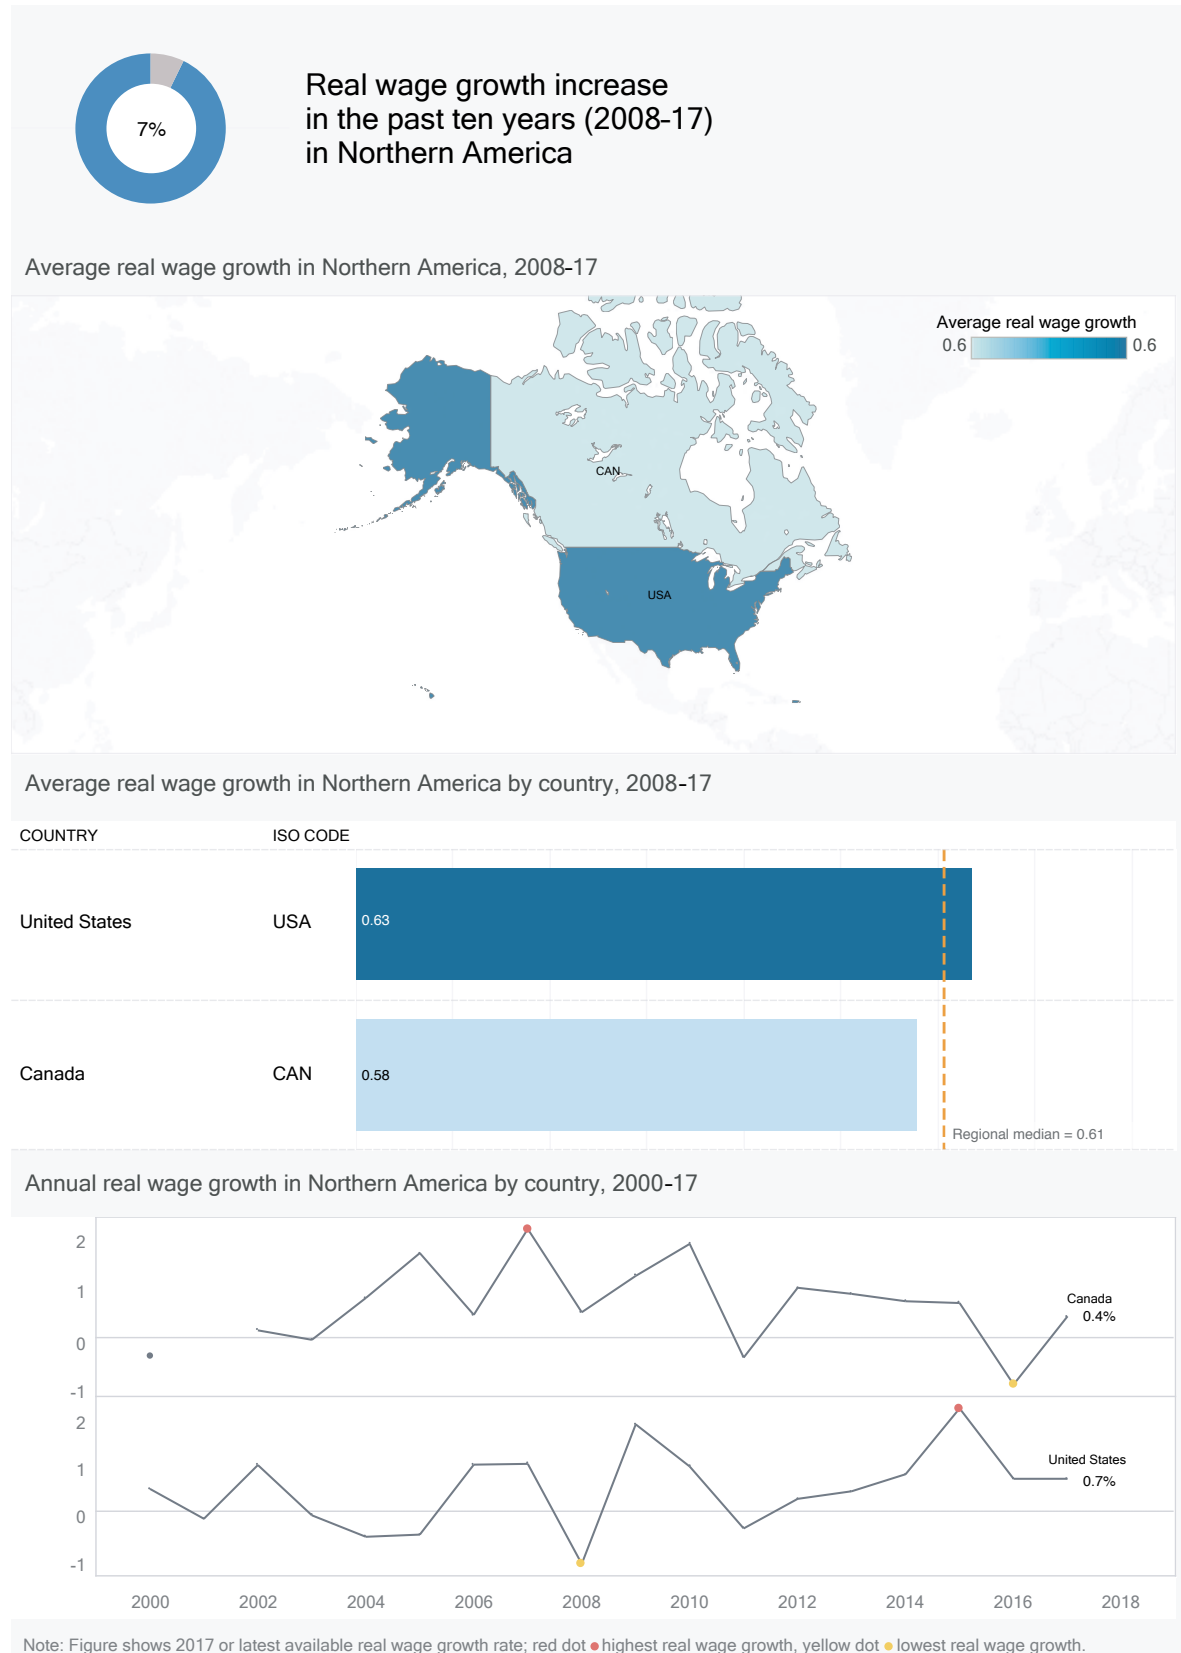 7%
Real wage growth increase
in the past ten years (2008-17)
in Northern America
Average real wage growth in Northern America, 2008-17
Average real wage growth
0.6 0.6
CAN
USA
Average real wage growth in Northern America by country, 2008-17
COUNTRY ISO CODE
United States USA 0.63
Canada CAN 0.58
Regional median = 0.61
Annual real wage growth in Northern America by country, 2000-17
2
1
Canada
0.4%
0
-1
2
1
United States
0.7%
0
-1
2000 2002 2004 2006 2008 2010 2012 2014 2016 2018
Note: Figure shows 2017 or latest available real wage growth rate; red dot ● highest real wage growth, yellow dot ● lowest real wage growth.